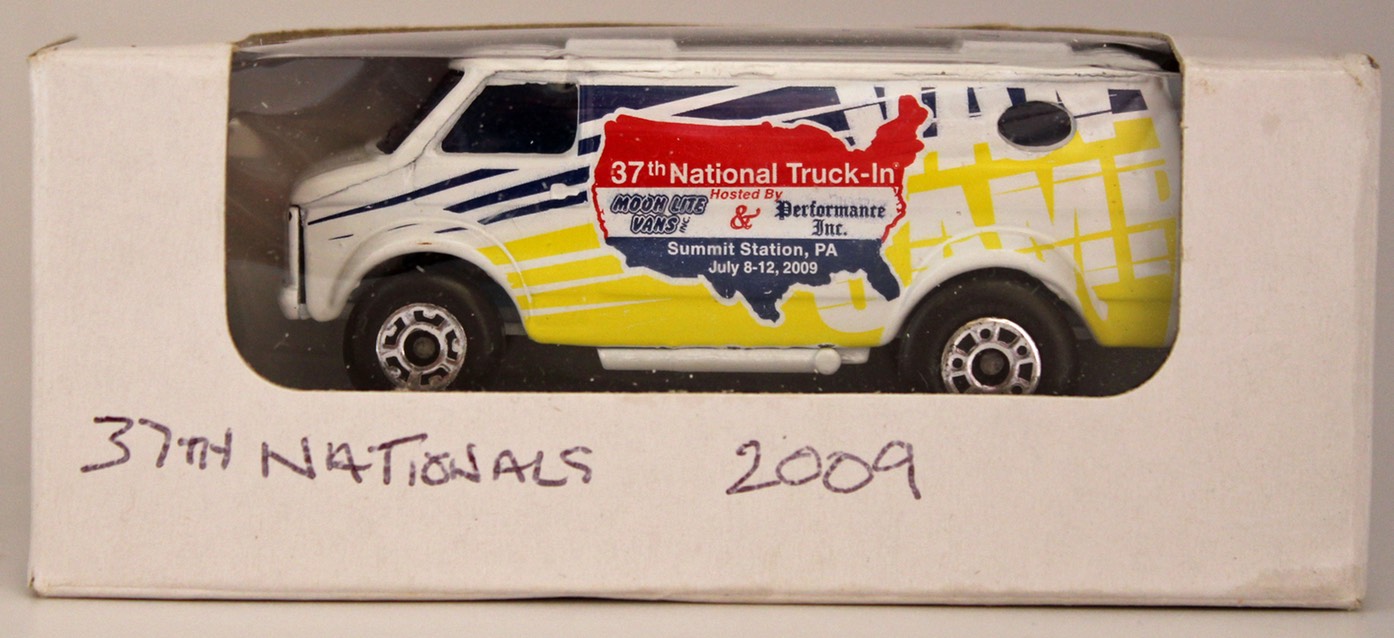 37th National Truck-In
Hosted By
MOON LITE VANS INC & Performance Inc.
Summit Station, PA
July 8-12, 2009
37TH NATIONALS 2009